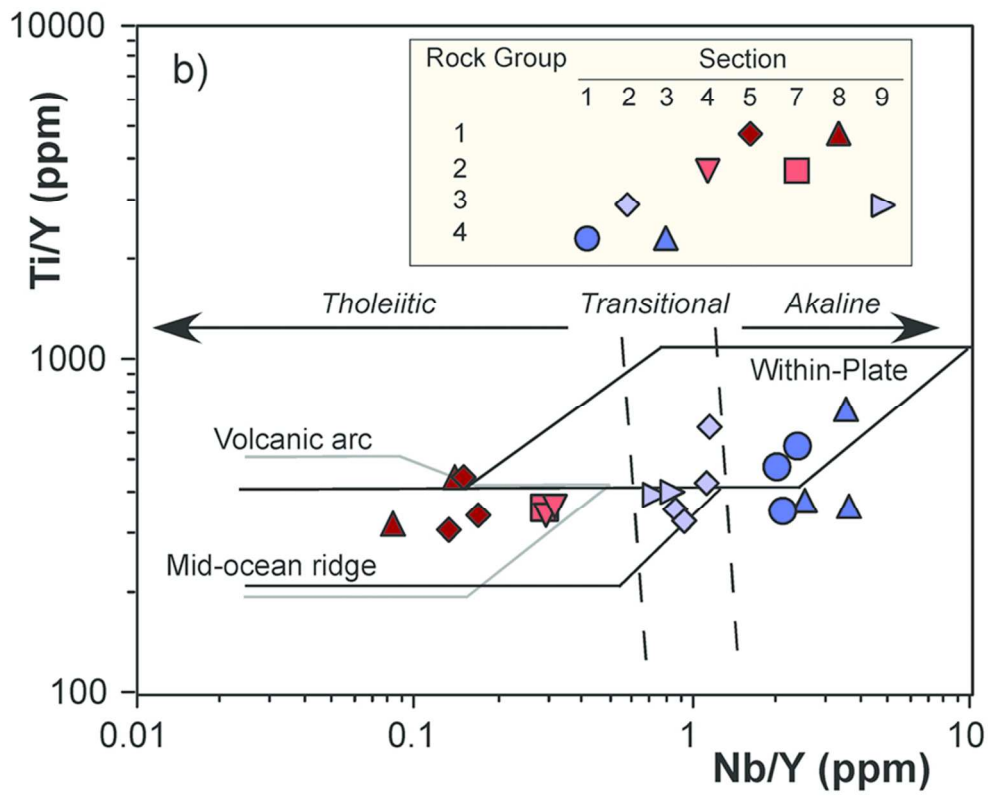 10000
b)
Rock Group Section
1 2 3 4 5 7 8 9
1
2
3
4
Ti/Y (ppm)
Tholeiitic Transitional Akaline
1000
Within-Plate
Volcanic arc
Mid-ocean ridge
100
0.01 0.1 1 10
Nb/Y (ppm)